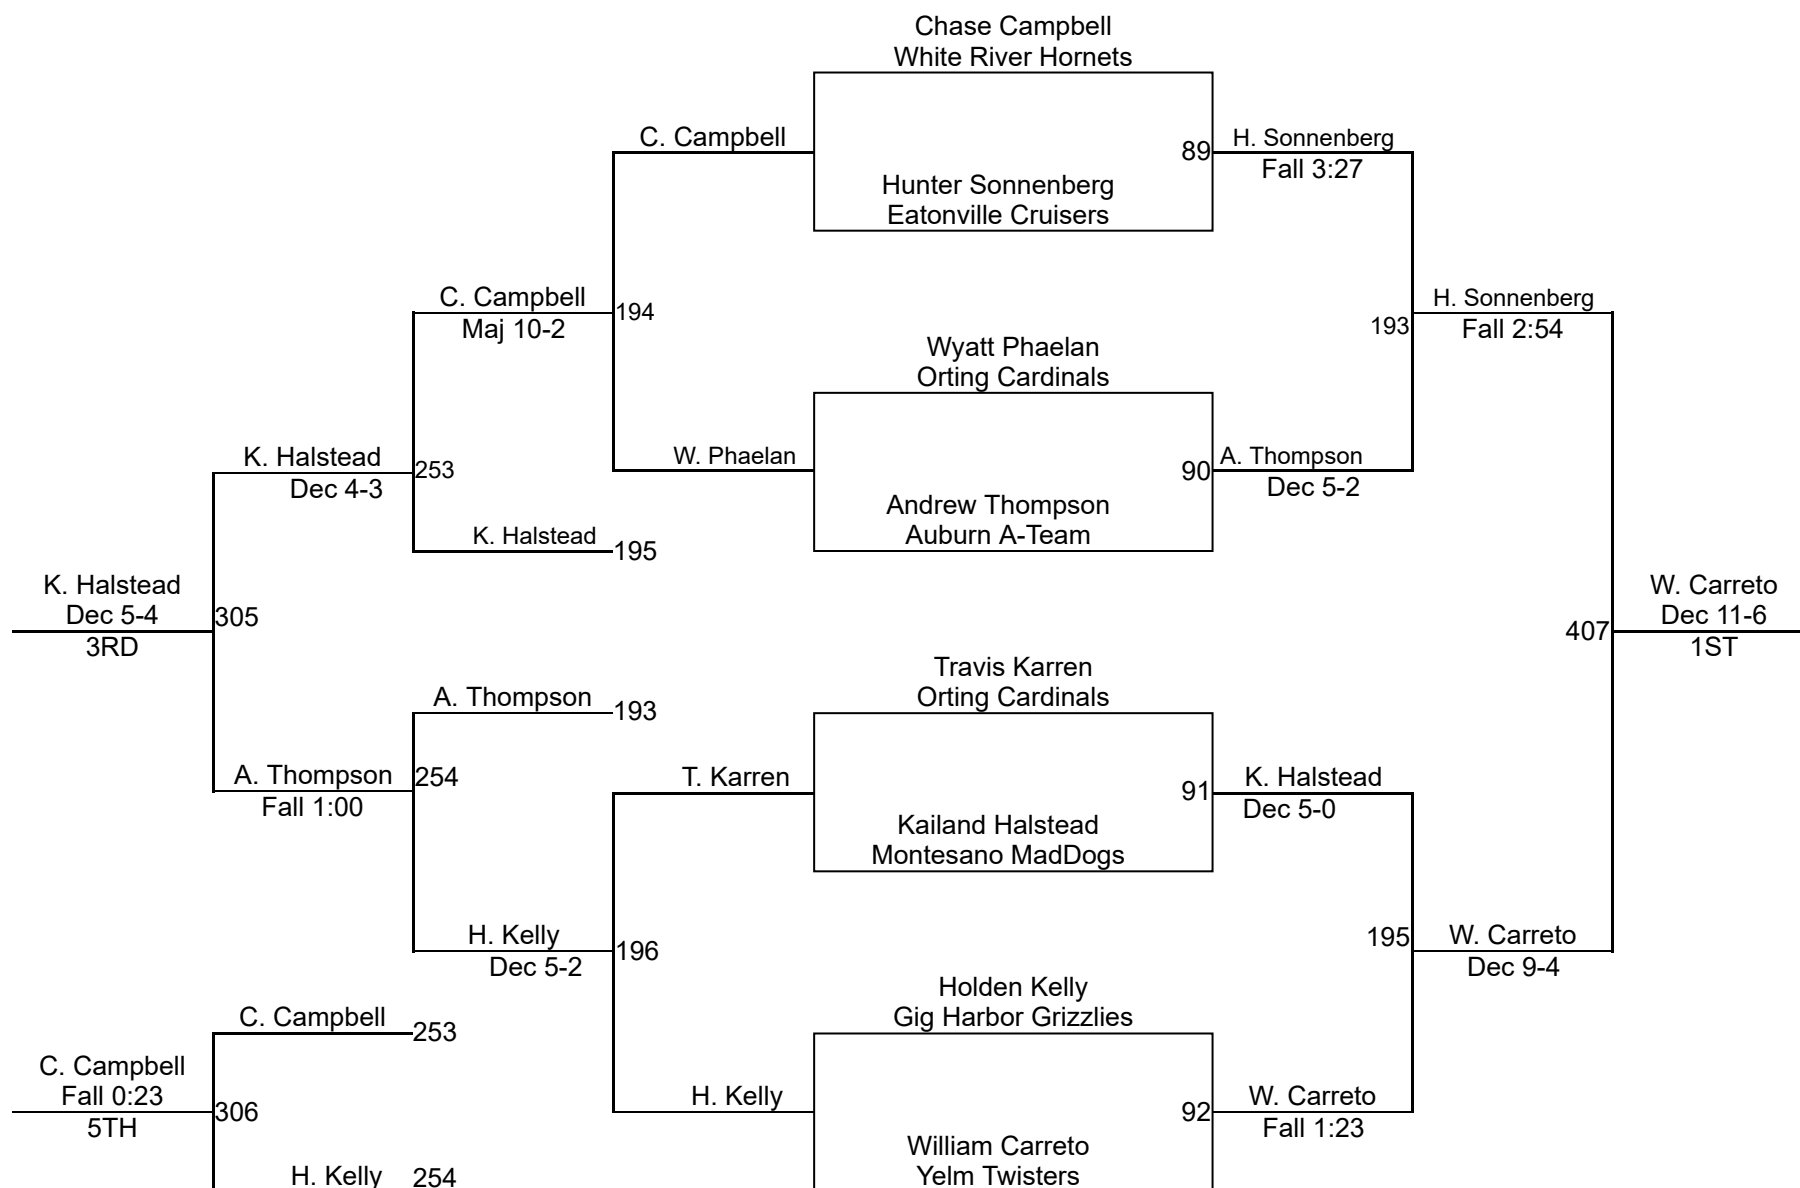 Chase Campbell
White River Hornets
C. Campbell
89
H. Sonnenberg
Fall 3:27
Hunter Sonnenberg
Eatonville Cruisers
C. Campbell
Maj 10-2
194
193
H. Sonnenberg
Fall 2:54
Wyatt Phaelan
Orting Cardinals
K. Halstead
Dec 4-3
253
W. Phaelan
90
A. Thompson
Dec 5-2
Andrew Thompson
Auburn A-Team
K. Halstead
195
K. Halstead
Dec 5-4
3RD
305
407
W. Carreto
Dec 11-6
1ST
Travis Karren
Orting Cardinals
A. Thompson
193
A. Thompson
Fall 1:00
254
T. Karren
91
K. Halstead
Dec 5-0
Kailand Halstead
Montesano MadDogs
H. Kelly
Dec 5-2
196
195
W. Carreto
Dec 9-4
Holden Kelly
Gig Harbor Grizzlies
C. Campbell
253
C. Campbell
Fall 0:23
5TH
306
H. Kelly
92
W. Carreto
Fall 1:23
William Carreto
Yelm Twisters
H. Kelly
254